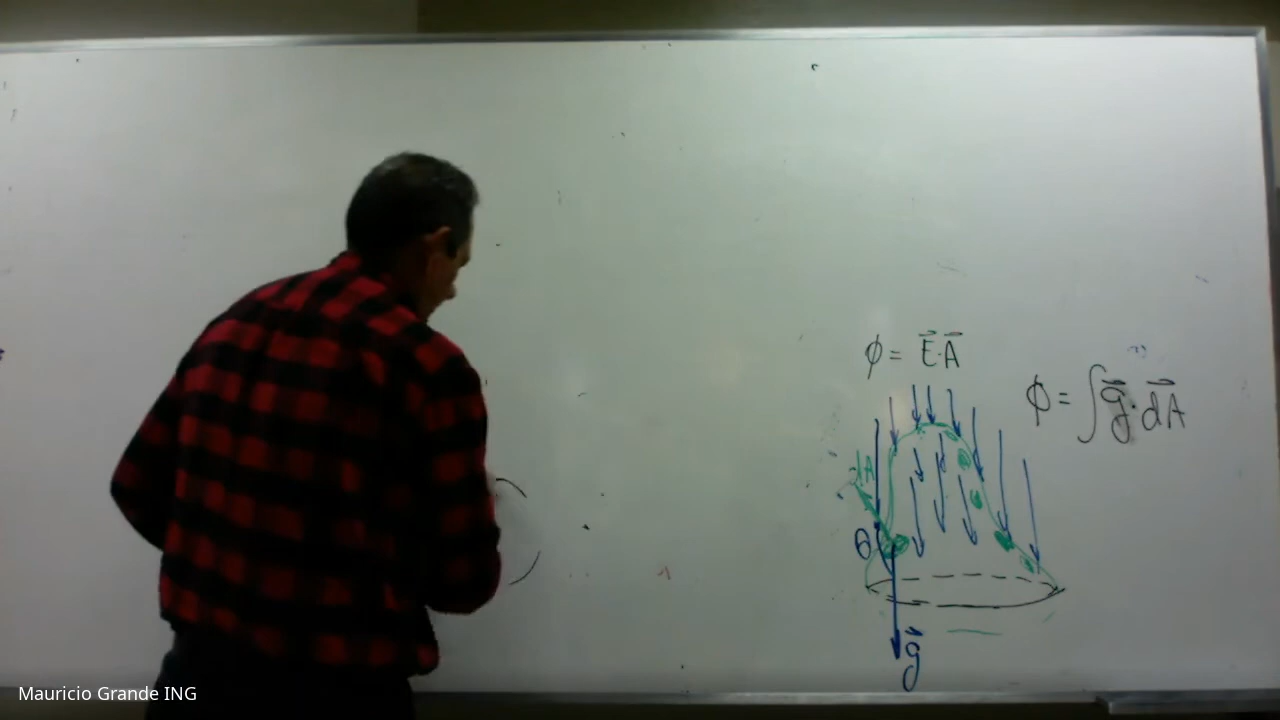 ϕ = E⃗·A⃗
ϕ = ∫g⃗·d⃗A
dA
θ
g⃗
Mauricio Grande ING